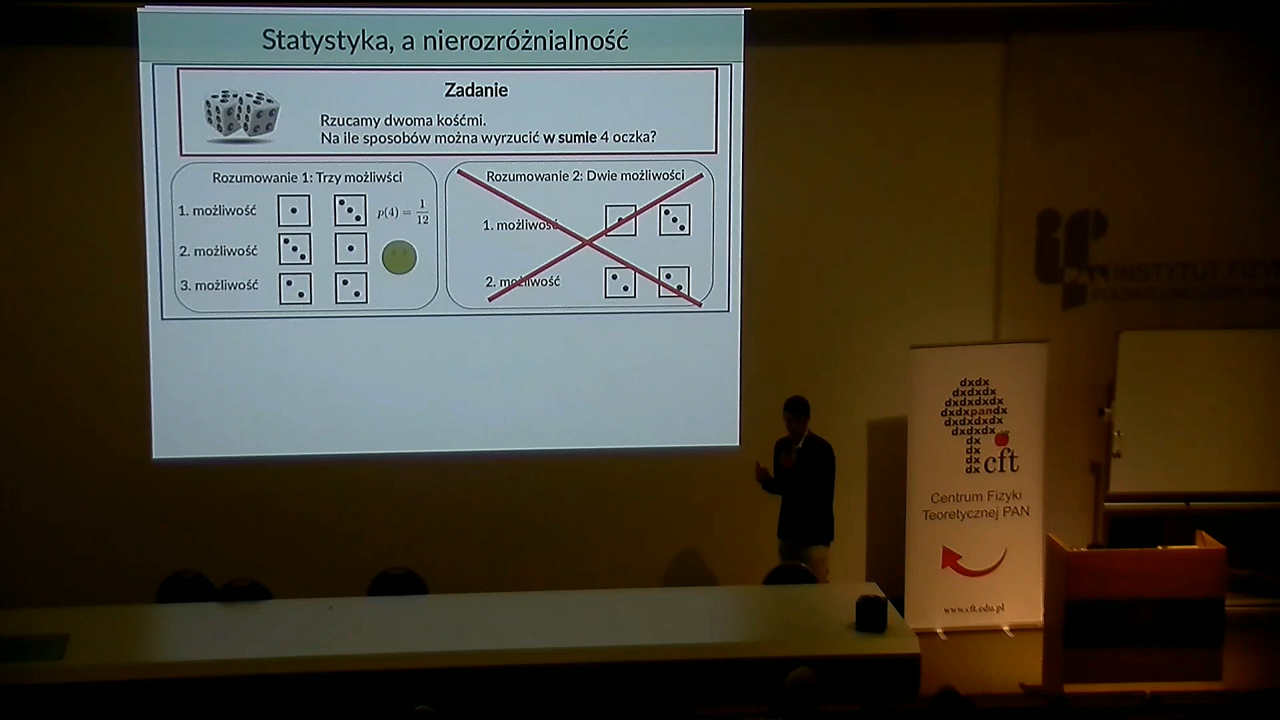 Statystyka, a nierozróżnialność
Zadanie
Rzucamy dwoma kośćmi.
Na ile sposobów można wyrzucić w sumie 4 oczka?
Rozumowanie 1: Trzy możliwści
1. możliwość
p(4) = 1/12
2. możliwość
3. możliwość
Rozumowanie 2: Dwie możliwości
1. możliwość
2. możliwość
INSTYTUT FIZY
dxdx
dxdxdx
dxdxdxdx
dxdxpandx
dxdxdxdx
dxdxdx
dx
dx
dx
dx
cft
Centrum Fizyki
Teoretycznej PAN
www.cft.edu.pl